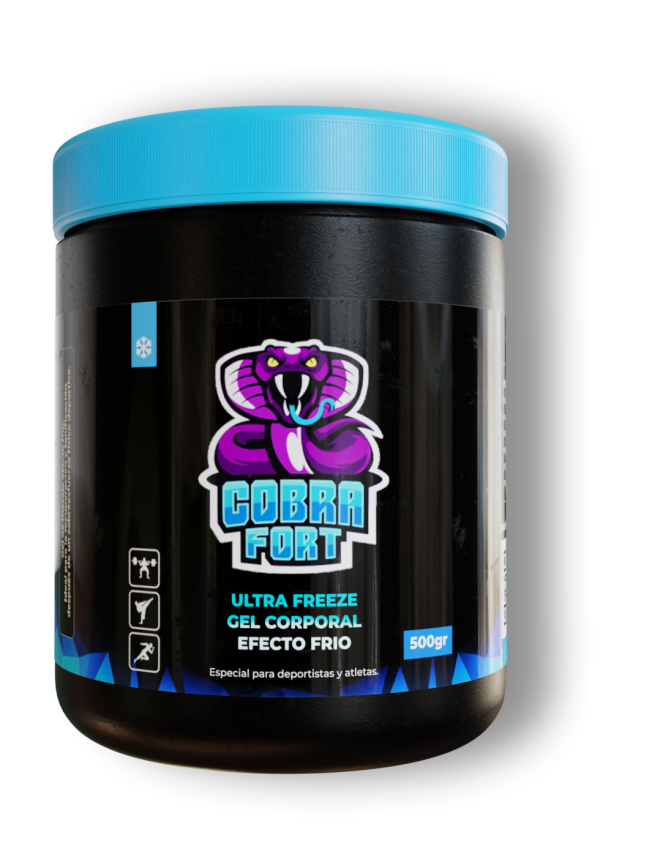 COBRA
FORT
ULTRA FREEZE
GEL CORPORAL
EFECTO FRIO
500gr
Especial para deportistas y atletas.